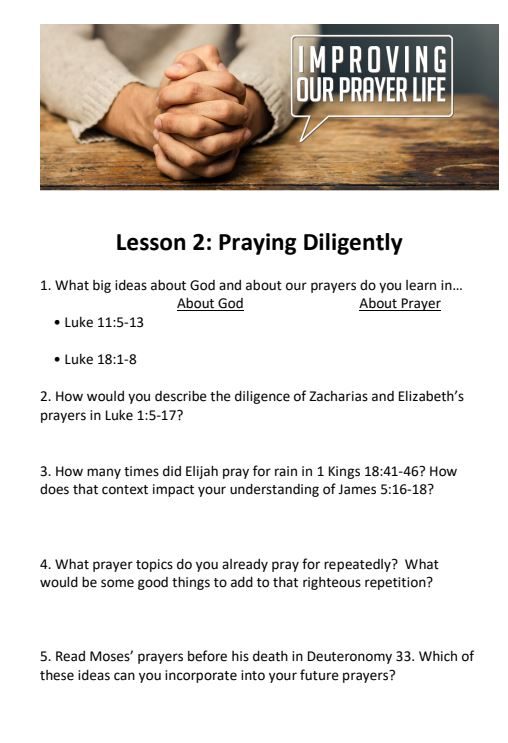 IMPROVING
OUR PRAYER LIFE
Lesson 2: Praying Diligently
1. What big ideas about God and about our prayers do you learn in…
About God About Prayer
• Luke 11:5-13
• Luke 18:1-8
2. How would you describe the diligence of Zacharias and Elizabeth’s
prayers in Luke 1:5-17?
3. How many times did Elijah pray for rain in 1 Kings 18:41-46? How
does that context impact your understanding of James 5:16-18?
4. What prayer topics do you already pray for repeatedly?  What
would be some good things to add to that righteous repetition?
5. Read Moses’ prayers before his death in Deuteronomy 33. Which of
these ideas can you incorporate into your future prayers?